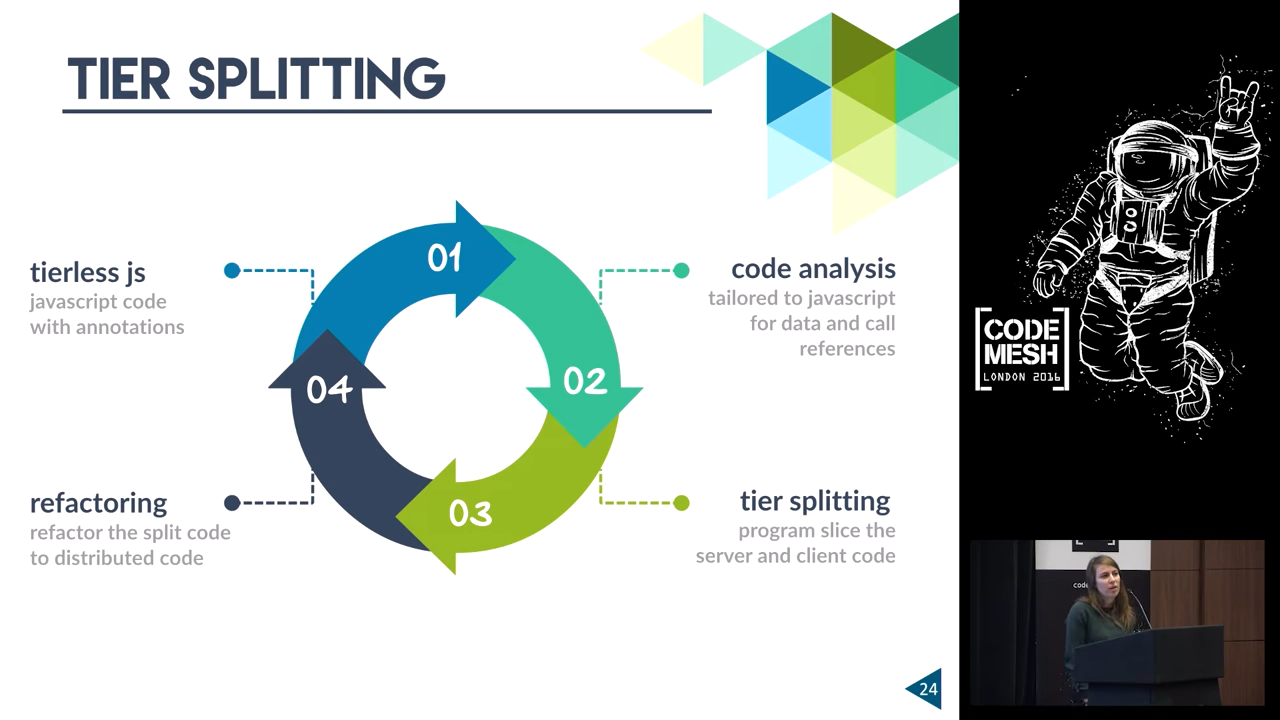 TIER SPLITTING
01
02
03
04
tierless js
javascript code
with annotations
code analysis
tailored to javascript
for data and call
references
refactoring
refactor the split code
to distributed code
tier splitting
program slice the
server and client code
24
CODE
MESH
LONDON 2016
code